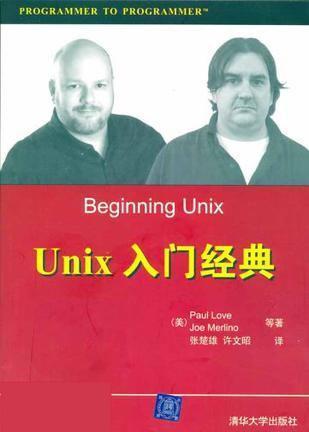 PROGRAMMER TO PROGRAMMER™
Beginning Unix
Unix 入门经典
(美) Paul Love
Joe Merlino 等著
张楚雄 许文昭 译
清华大学出版社